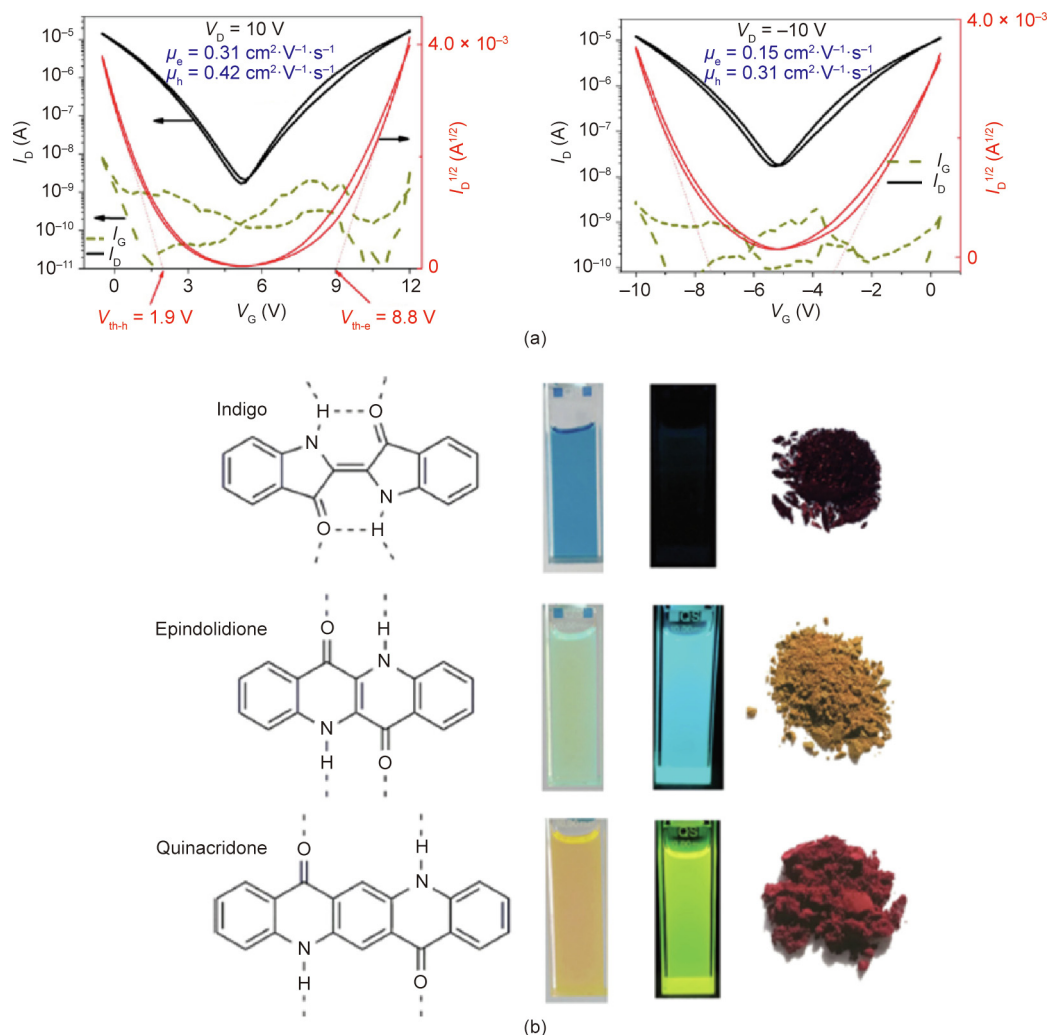 V_D = 10 V
μ_e = 0.31 cm²·V⁻¹·s⁻¹
μ_h = 0.42 cm²·V⁻¹·s⁻¹
10⁻⁵
10⁻⁶
10⁻⁷
10⁻⁸
10⁻⁹
10⁻¹⁰
10⁻¹¹
I_D (A)
I_G
I_D
4.0 × 10⁻³
0
I_D^1/2 (A^1/2)
0 3 6 9 12
V_G (V)
V_th-h = 1.9 V
V_th-e = 8.8 V
V_D = –10 V
μ_e = 0.15 cm²·V⁻¹·s⁻¹
μ_h = 0.31 cm²·V⁻¹·s⁻¹
10⁻⁵
10⁻⁶
10⁻⁷
10⁻⁸
10⁻⁹
10⁻¹⁰
I_D (A)
I_G
I_D
4.0 × 10⁻³
0
I_D^1/2 (A^1/2)
–10 –8 –6 –4 –2 0
V_G (V)
(a)
Indigo
H O
N
N
O H
Epindolidione
O H
N
N
H O
QS
Quinacridone
O H
N
N
H O
QS
(b)